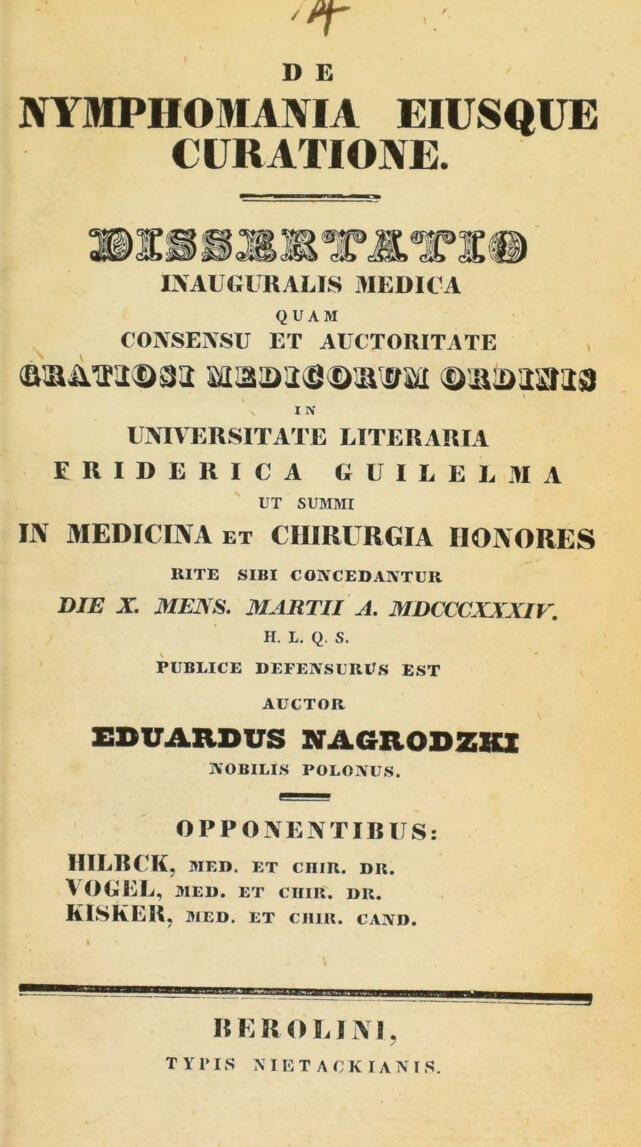 4
DE
NYMPHOMANIA EIUSQUE
CURATIONE.
DISSERTATIO
INAUGURALIS MEDICA
QUAM
CONSENSU ET AUCTORITATE
GRATIOSI MEDICORUM ORDINIS
IN
UNIVERSITATE LITERARIA
FRIDERICA GUILELMA
UT SUMMI
IN MEDICINA ET CHIRURGIA HONORES
RITE SIBI CONCEDANTUR
DIE X. MENS. MARTII A. MDCCCXXXIV.
H. L. Q. S.
PUBLICE DEFENSURUS EST
AUCTOR
EDUARDUS NAGRODZKI
NOBILIS POLONUS.
OPPONENTIBUS:
HILBCK, MED. ET CHIR. DR.
VOGEL, MED. ET CHIR. DR.
KISKER, MED. ET CHIR. CAND.
BEROLINI,
TYPIS NIETACKIANIS.